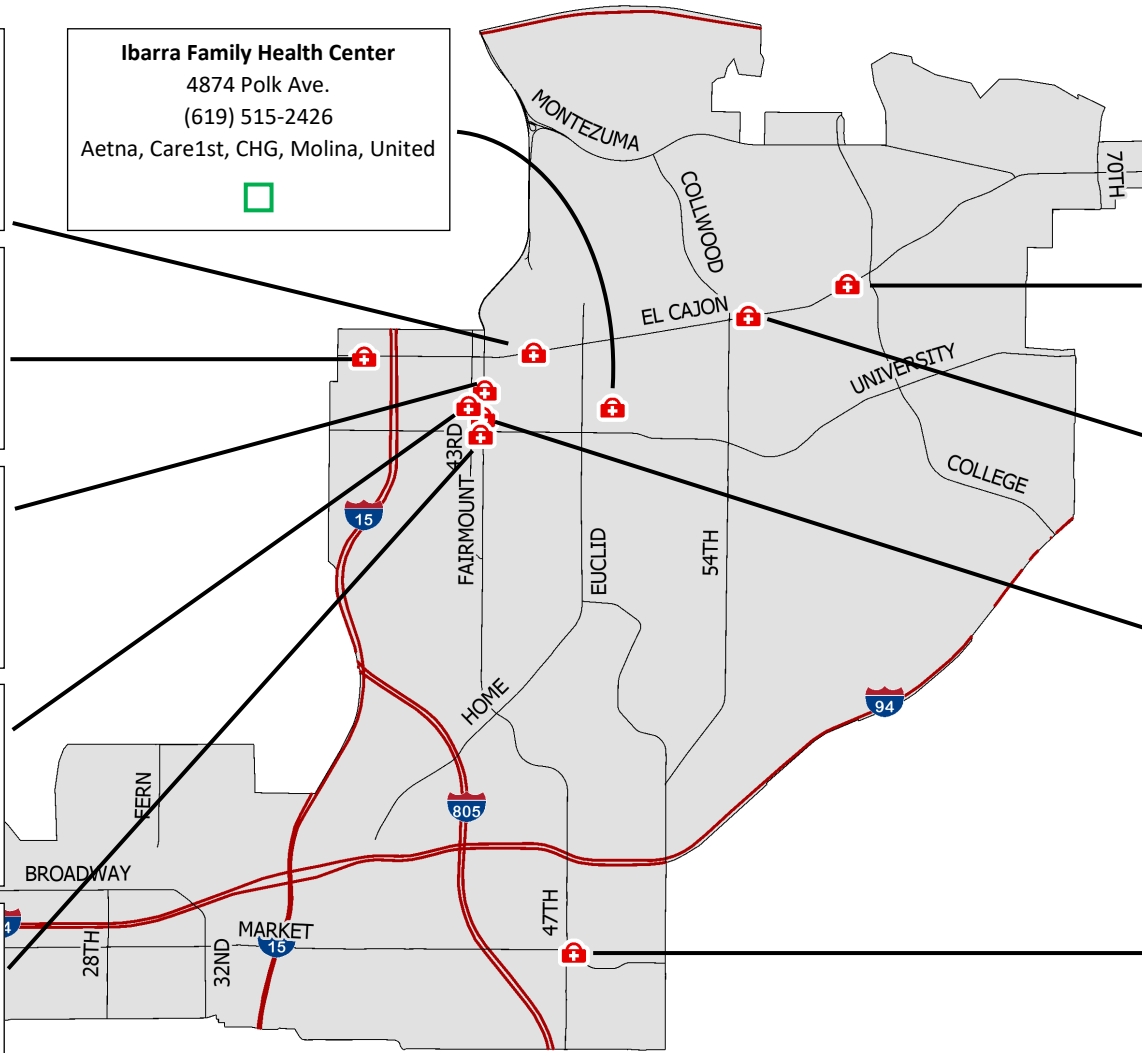 Ibarra Family Health Center
4874 Polk Ave.
(619) 515-2426
Aetna, Care1st, CHG, Molina, United
MONTEZUMA
70TH
COLLWOOD
EL CAJON
UNIVERSITY
43RD
COLLEGE
15
FAIRMOUNT
EUCLID
54TH
HOME
94
FERN
805
BROADWAY
4
28TH
32ND
MARKET
15
47TH